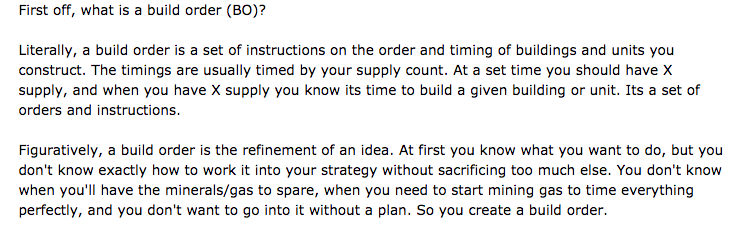 First off, what is a build order (BO)?
Literally, a build order is a set of instructions on the order and timing of buildings and units you
construct. The timings are usually timed by your supply count. At a set time you should have X
supply, and when you have X supply you know its time to build a given building or unit. Its a set of
orders and instructions.
Figuratively, a build order is the refinement of an idea. At first you know what you want to do, but you
don't know exactly how to work it into your strategy without sacrificing too much else. You don't know
when you'll have the minerals/gas to spare, when you need to start mining gas to time everything
perfectly, and you don't want to go into it without a plan. So you create a build order.